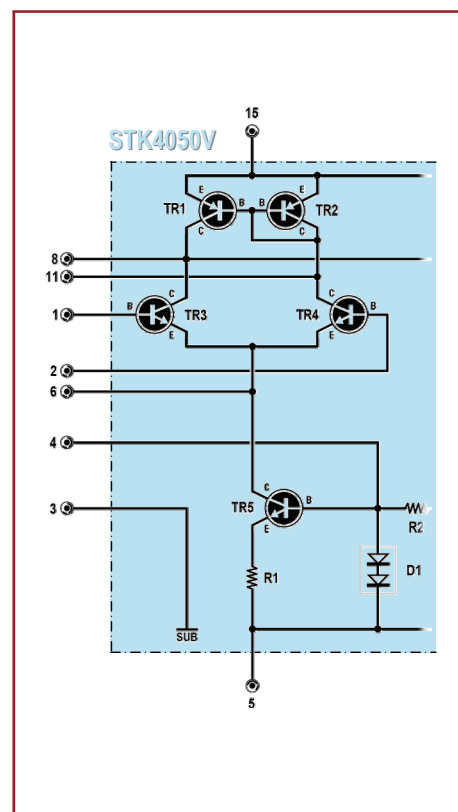 15
STK4050V
E E
TR1 B B TR2
C C
8
11
C C
1 B TR3 TR4 B
E E
2
6
4
C
3 TR5 B
E R2
R1 D1
SUB
5